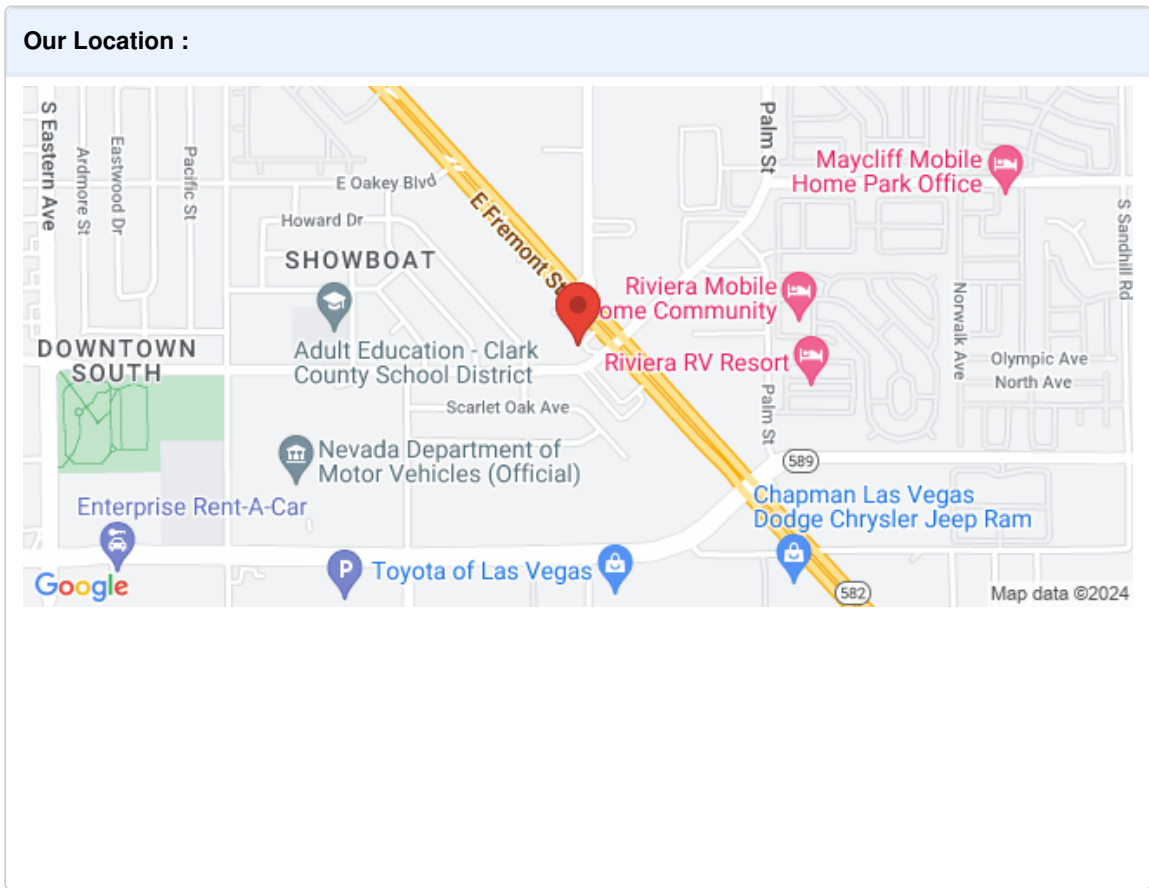 Our Location :
S Eastern Ave
Ardmore St
Eastwood Dr
Pacific St
E Oakey Blvd
Howard Dr
SHOWBOAT
E Fremont St
Palm St
Maycliff Mobile
Home Park Office
S Sandhill Rd
Riviera Mobile
ome Community
Riviera RV Resort
Norwalk Ave
Olympic Ave
North Ave
DOWNTOWN
SOUTH
Adult Education - Clark
County School District
Scarlet Oak Ave
Palm St
Nevada Department of
Motor Vehicles (Official)
589
Enterprise Rent-A-Car
Chapman Las Vegas
Dodge Chrysler Jeep Ram
P
Toyota of Las Vegas
Google
582
Map data ©2024